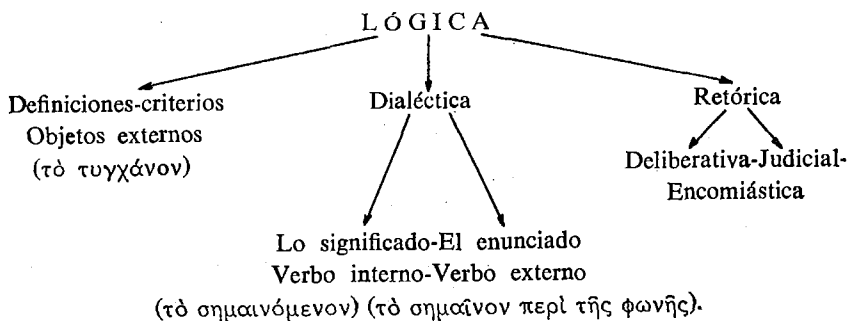 LÓGICA
Definiciones-criterios
Objetos externos
(τὸ τυγχάνον)
Dialéctica
Retórica
Deliberativa-Judicial-
Encomiástica
Lo significado-El enunciado
Verbo interno-Verbo externo
(τὸ σημαινόμενον) (τὸ σημαῖνον περὶ τῆς φωνῆς).